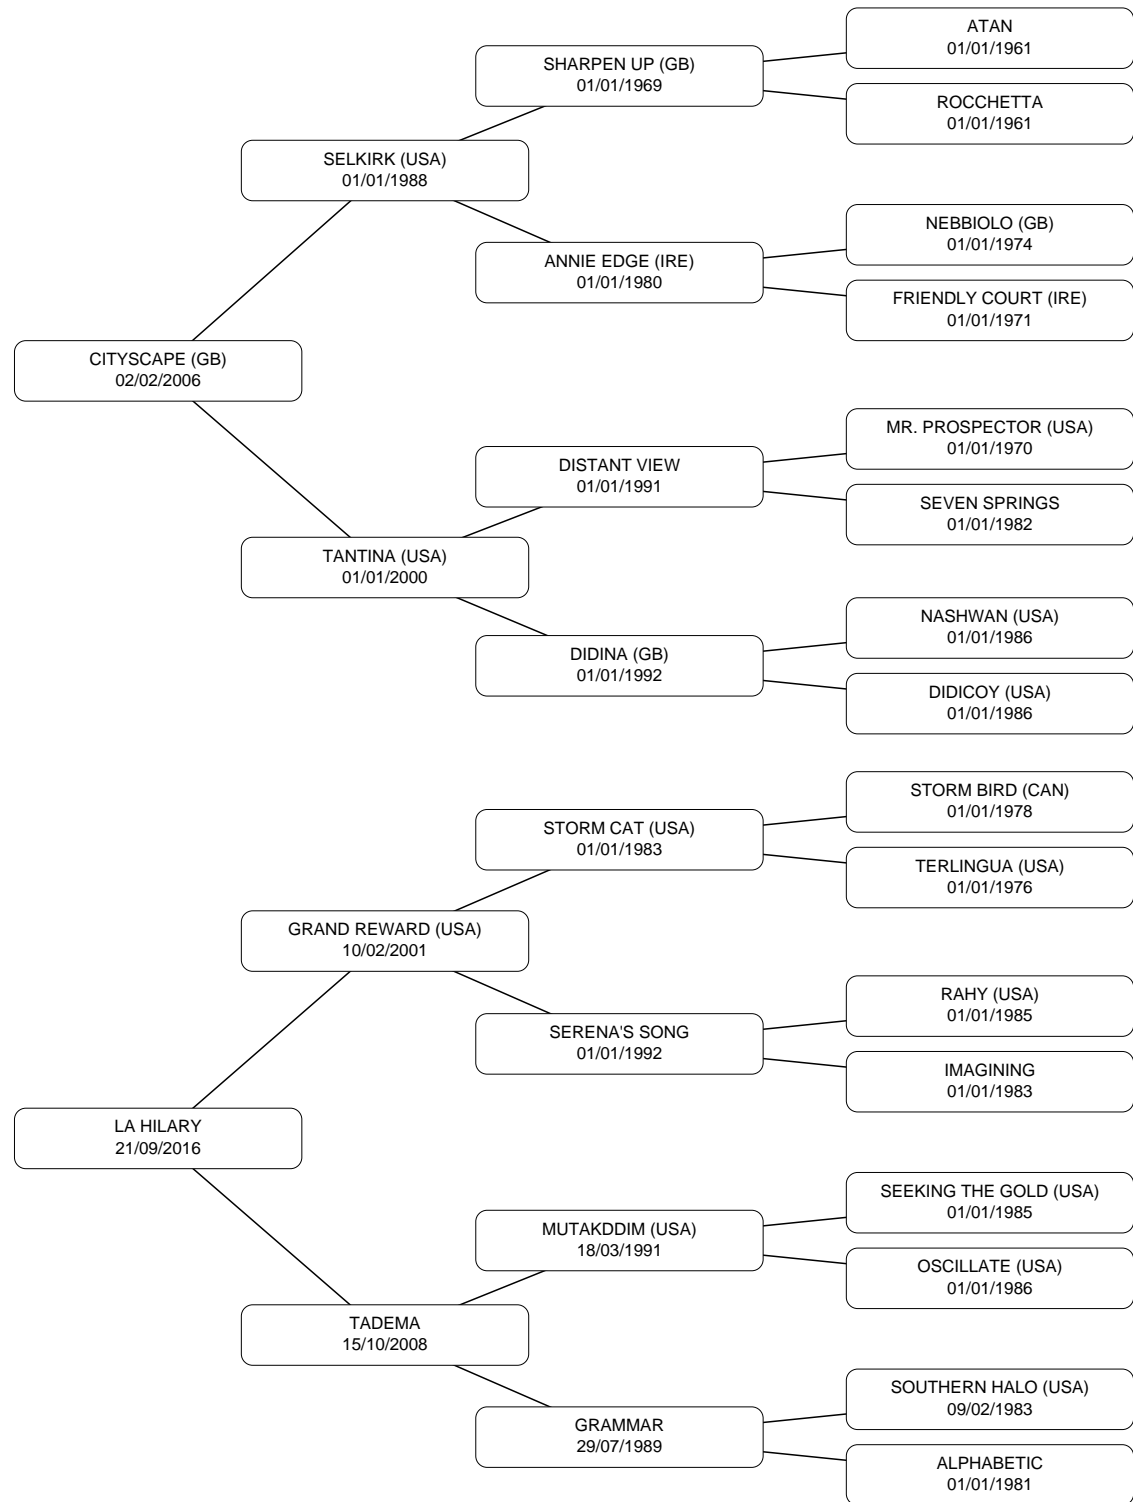 ATAN
01/01/1961
SHARPEN UP (GB)
01/01/1969
ROCCHETTA
01/01/1961
SELKIRK (USA)
01/01/1988
NEBBIOLO (GB)
01/01/1974
ANNIE EDGE (IRE)
01/01/1980
FRIENDLY COURT (IRE)
01/01/1971
CITYSCAPE (GB)
02/02/2006
MR. PROSPECTOR (USA)
01/01/1970
DISTANT VIEW
01/01/1991
SEVEN SPRINGS
01/01/1982
TANTINA (USA)
01/01/2000
NASHWAN (USA)
01/01/1986
DIDINA (GB)
01/01/1992
DIDICOY (USA)
01/01/1986
STORM BIRD (CAN)
01/01/1978
STORM CAT (USA)
01/01/1983
TERLINGUA (USA)
01/01/1976
GRAND REWARD (USA)
10/02/2001
RAHY (USA)
01/01/1985
SERENA'S SONG
01/01/1992
IMAGINING
01/01/1983
LA HILARY
21/09/2016
SEEKING THE GOLD (USA)
01/01/1985
MUTAKDDIM (USA)
18/03/1991
OSCILLATE (USA)
01/01/1986
TADEMA
15/10/2008
SOUTHERN HALO (USA)
09/02/1983
GRAMMAR
29/07/1989
ALPHABETIC
01/01/1981